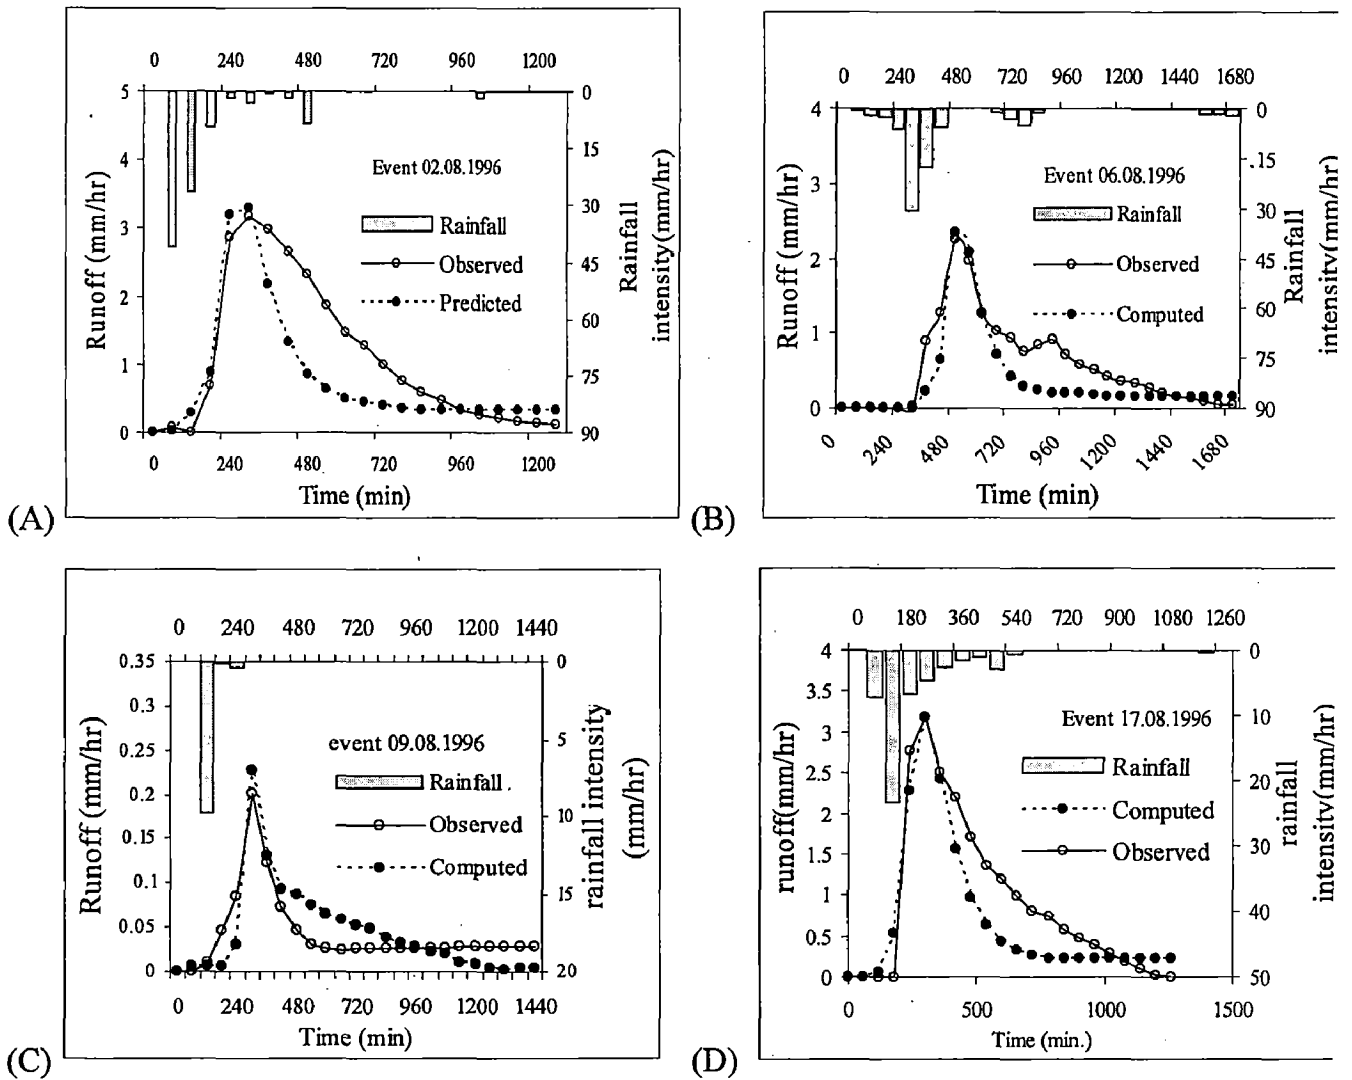 0 240 480 720 960 1200
5 0
4 15
3 30
2 45
60
1 75
0 90
Runoff (mm/hr)
Rainfall
intensity(mm/hr)
Event 02.08.1996
Rainfall
Observed
Predicted
0 240 480 720 960 1200
Time (min)
(A)
0 240 480 720 960 1200 1440 1680
4 0
15
3 30
2 45
60
1 75
0 90
Runoff (mm/hr)
Rainfall
intensity(mm/hr)
Event 06.08.1996
Rainfall
Observed
Computed
0 240 480 720 960 1200 1440 1680
Time (min)
(B)
0 240 480 720 960 1200 1440
0.35 0
0.3
0.25 5
0.2
0.15 10
0.1 15
0.05
0 20
Runoff (mm/hr)
rainfall intensity
(mm/hr)
event 09.08.1996
Rainfall
Observed
Computed
0 240 480 720 960 1200 1440
Time (min)
(C)
0 180 360 540 720 900 1080 1260
4 0
3.5
3 10
2.5
2 20
1.5 30
1 40
0.5
0 50
runoff(mm/hr)
rainfall
intensity(mm/hr)
Event 17.08.1996
Rainfall
Computed
Observed
0 500 1000 1500
Time (min.)
(D)